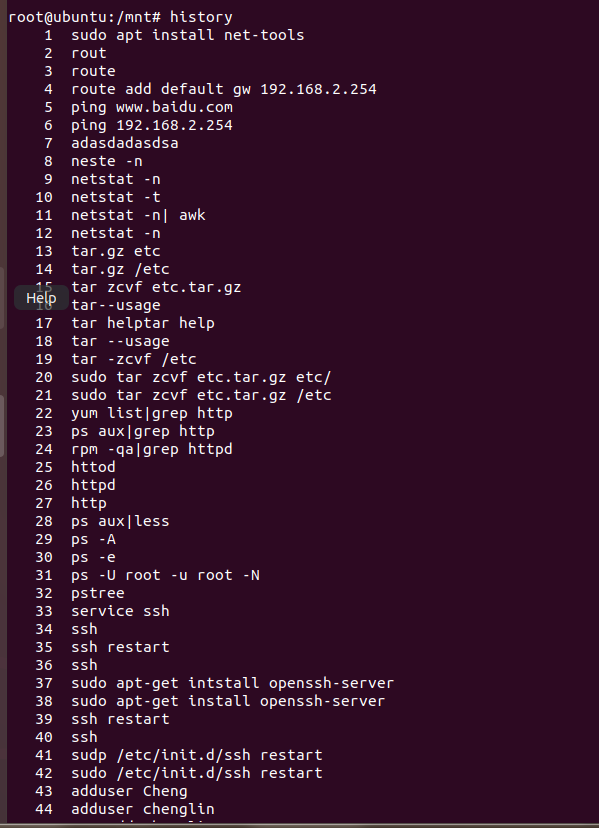 root@ubuntu:/mnt# history
1 sudo apt install net-tools
2 rout
3 route
4 route add default gw 192.168.2.254
5 ping www.baidu.com
6 ping 192.168.2.254
7 adasdadasdsa
8 neste -n
9 netstat -n
10 netstat -t
11 netstat -n| awk
12 netstat -n
13 tar.gz etc
14 tar.gz /etc
15 tar zcvf etc.tar.gz
Help
16 tar--usage
17 tar helptar help
18 tar --usage
19 tar -zcvf /etc
20 sudo tar zcvf etc.tar.gz etc/
21 sudo tar zcvf etc.tar.gz /etc
22 yum list|grep http
23 ps aux|grep http
24 rpm -qa|grep httpd
25 httod
26 httpd
27 http
28 ps aux|less
29 ps -A
30 ps -e
31 ps -U root -u root -N
32 pstree
33 service ssh
34 ssh
35 ssh restart
36 ssh
37 sudo apt-get intstall openssh-server
38 sudo apt-get install openssh-server
39 ssh restart
40 ssh
41 sudp /etc/init.d/ssh restart
42 sudo /etc/init.d/ssh restart
43 adduser Cheng
44 adduser chenglin